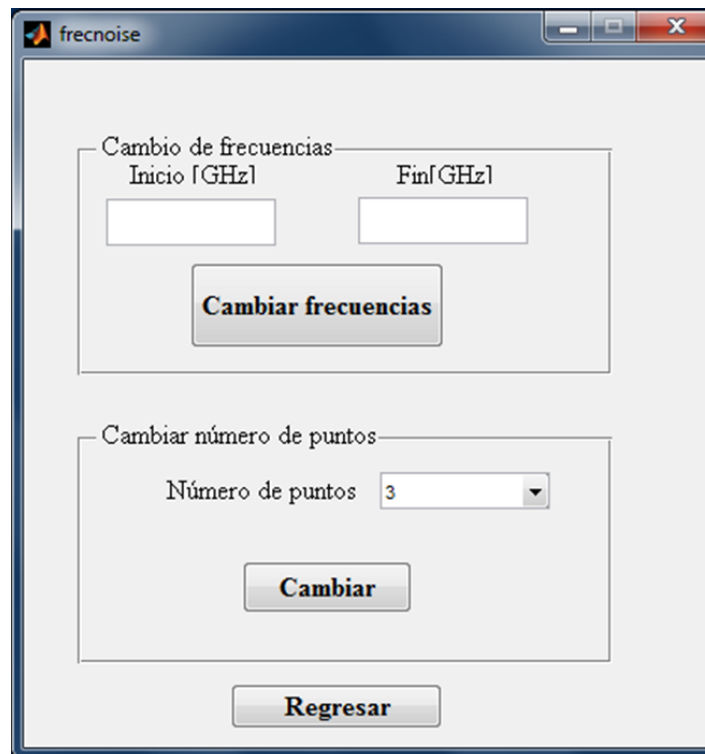 frecnoise
Cambio de frecuencias
Inicio [GHz] Fin[GHz]
Cambiar frecuencias
Cambiar número de puntos
Número de puntos 3
Cambiar
Regresar